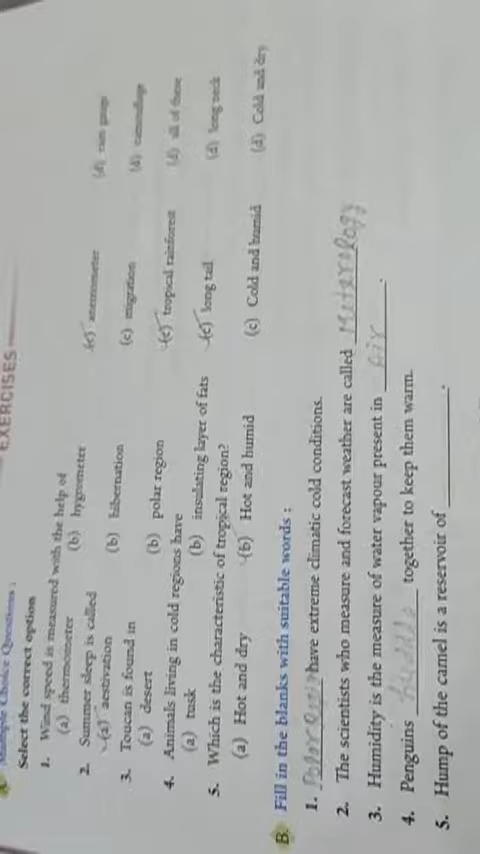 EXERCISES
Multiple Choice Questions :
Select the correct option
1. Wind speed is measured with the help of
(a) thermometer (b) hygrometer (c) anemometer (d) rain gauge
2. Summer sleep is called
(a) aestivation (b) hibernation (c) migration (d) camouflage
3. Toucan is found in
(a) desert (b) polar region (c) tropical rainforest (d) all of these
4. Animals living in cold regions have
(a) tusk (b) insulating layer of fats (c) long tail (d) long neck
5. Which is the characteristic of tropical region?
(a) Hot and dry (b) Hot and humid (c) Cold and humid (d) Cold and dry
B. Fill in the blanks with suitable words :
1. Polar have extreme climatic cold conditions.
2. The scientists who measure and forecast weather are called
3. Humidity is the measure of water vapour present in Air.
4. Penguins huddle together to keep them warm.
5. Hump of the camel is a reservoir of ______.